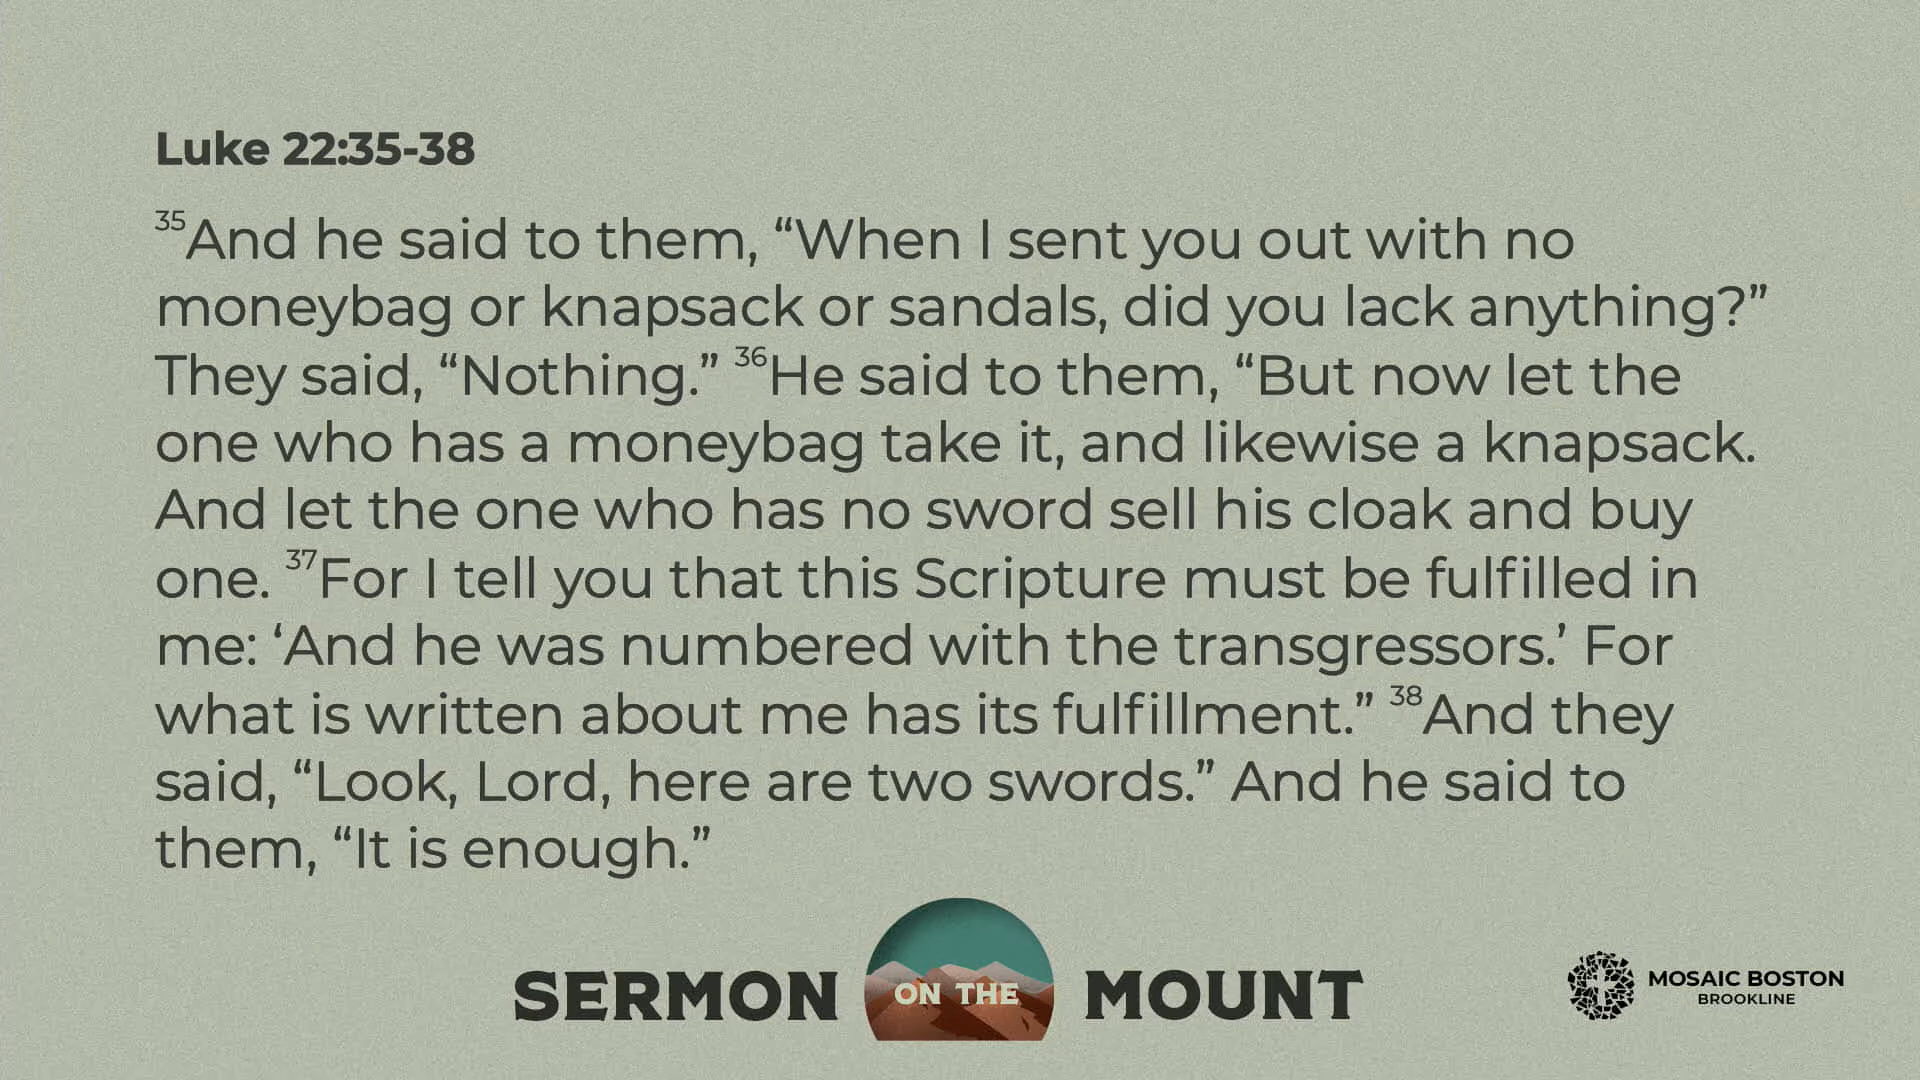 Luke 22:35-38
35And he said to them, “When I sent you out with no
moneybag or knapsack or sandals, did you lack anything?”
They said, “Nothing.” 36He said to them, “But now let the
one who has a moneybag take it, and likewise a knapsack.
And let the one who has no sword sell his cloak and buy
one. 37For I tell you that this Scripture must be fulfilled in
me: ‘And he was numbered with the transgressors.’ For
what is written about me has its fulfillment.” 38And they
said, “Look, Lord, here are two swords.” And he said to
them, “It is enough.”
SERMON ON THE MOUNT
MOSAIC BOSTON
BROOKLINE